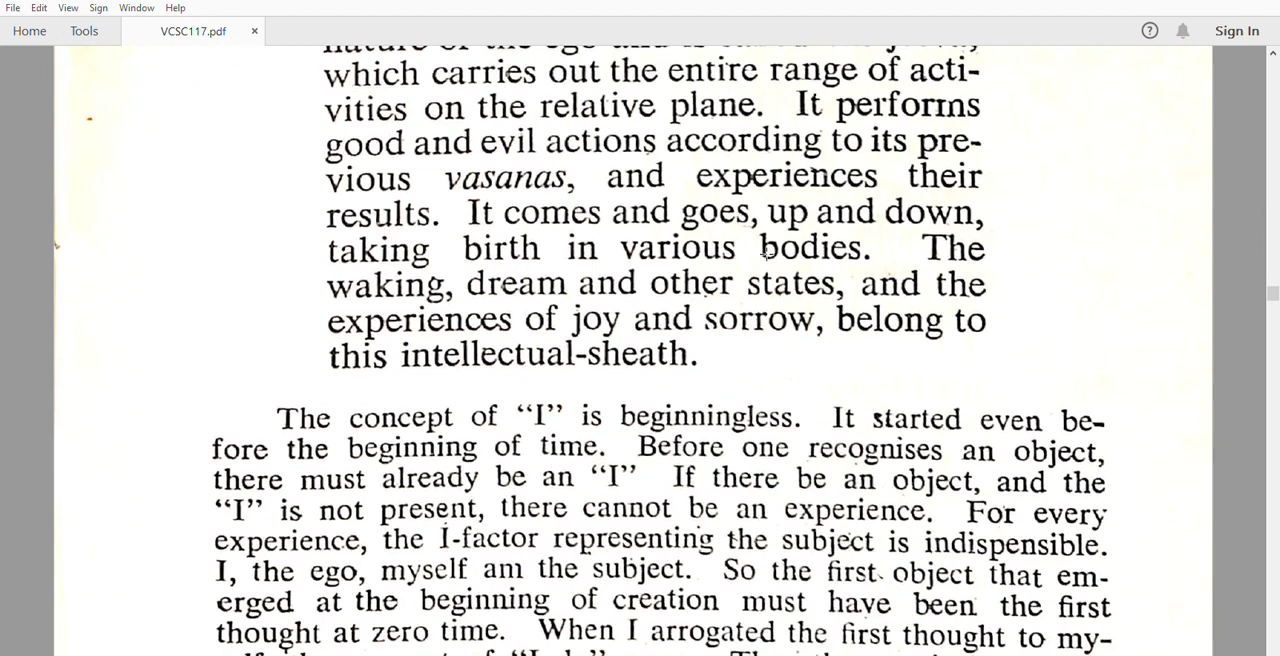 File Edit View Sign Window Help
Home Tools VCSC117.pdf × Sign In
which carries out the entire range of acti-
vities on the relative plane. It performs
good and evil actions according to its pre-
vious vasanas, and experiences their
results. It comes and goes, up and down,
taking birth in various bodies. The
waking, dream and other states, and the
experiences of joy and sorrow, belong to
this intellectual-sheath.
The concept of “I” is beginningless. It started even be-
fore the beginning of time. Before one recognises an object,
there must already be an “I” If there be an object, and the
“I” is not present, there cannot be an experience. For every
experience, the I-factor representing the subject is indispensible.
I, the ego, myself am the subject. So the first object that em-
erged at the beginning of creation must have been the first
thought at zero time. When I arrogated the first thought to my-